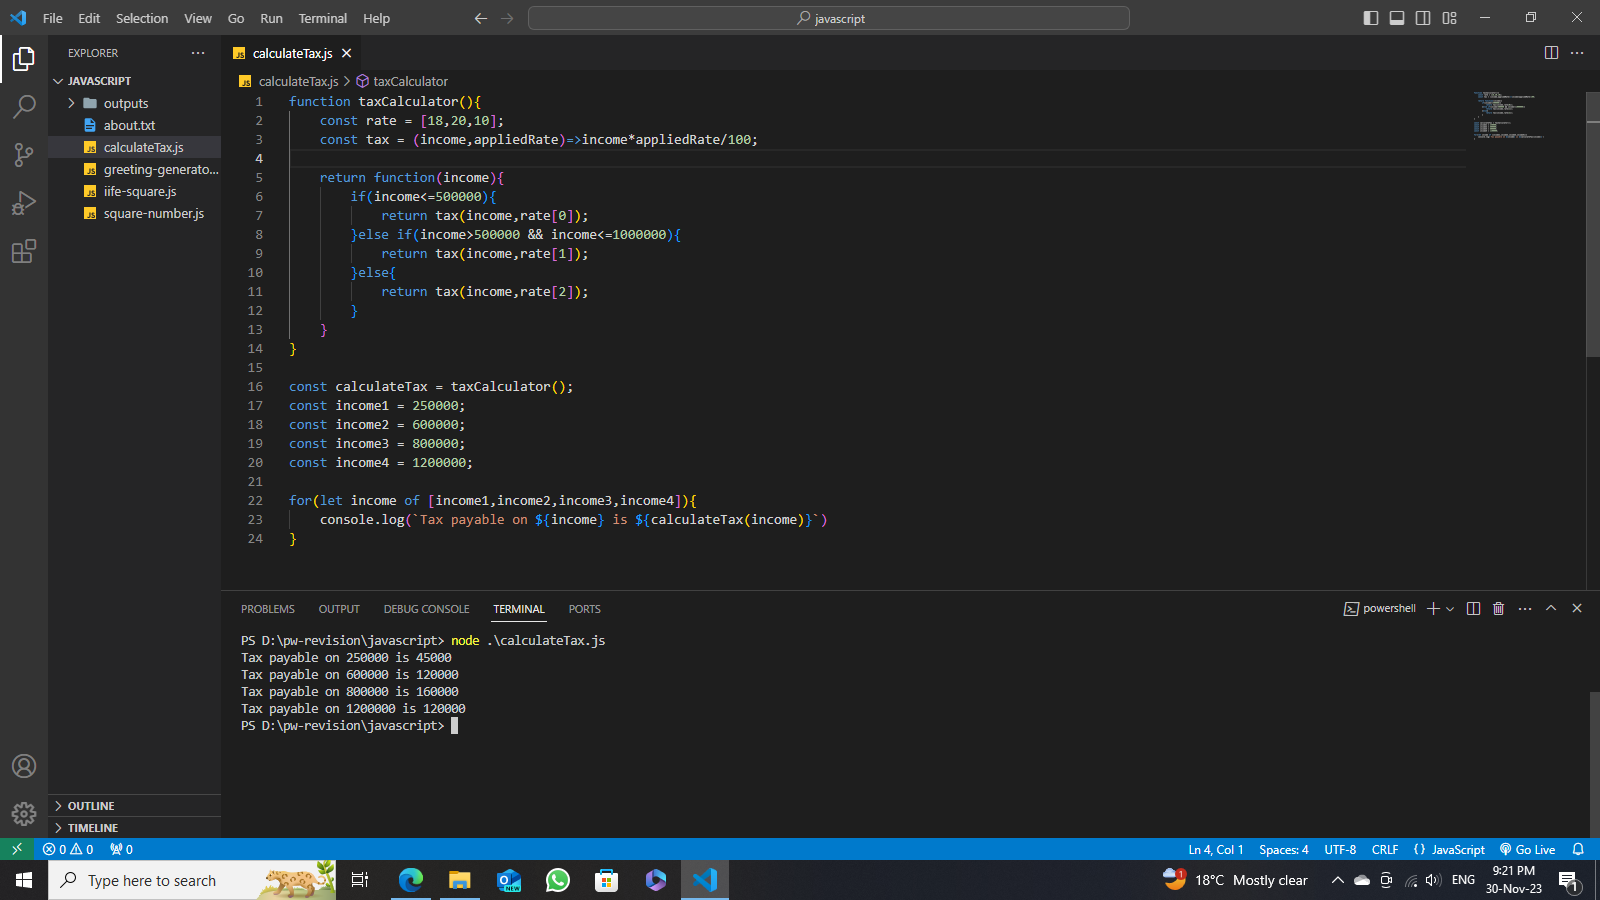 File Edit Selection View Go Run Terminal Help
javascript
EXPLORER
JAVASCRIPT
outputs
about.txt
calculateTax.js
greeting-generato...
iife-square.js
square-number.js
OUTLINE
TIMELINE
calculateTax.js
calculateTax.js > taxCalculator
1 function taxCalculator(){
2     const rate = [18,20,10];
3     const tax = (income,appliedRate)=>income*appliedRate/100;
4
5     return function(income){
6         if(income<=500000){
7             return tax(income,rate[0]);
8         }else if(income>500000 && income<=1000000){
9             return tax(income,rate[1]);
10         }else{
11             return tax(income,rate[2]);
12         }
13     }
14 }
15
16 const calculateTax = taxCalculator();
17 const income1 = 250000;
18 const income2 = 600000;
19 const income3 = 800000;
20 const income4 = 1200000;
21
22 for(let income of [income1,income2,income3,income4]){
23     console.log(`Tax payable on ${income} is ${calculateTax(income)}`)
24 }
PROBLEMS OUTPUT DEBUG CONSOLE TERMINAL PORTS
powershell
PS D:\pw-revision\javascript> node .\calculateTax.js
Tax payable on 250000 is 45000
Tax payable on 600000 is 120000
Tax payable on 800000 is 160000
Tax payable on 1200000 is 120000
PS D:\pw-revision\javascript>
0 0 0
Ln 4, Col 1 Spaces: 4 UTF-8 CRLF {} JavaScript Go Live
Type here to search
NEW
1
18°C Mostly clear
ENG
9:21 PM
30-Nov-23
1